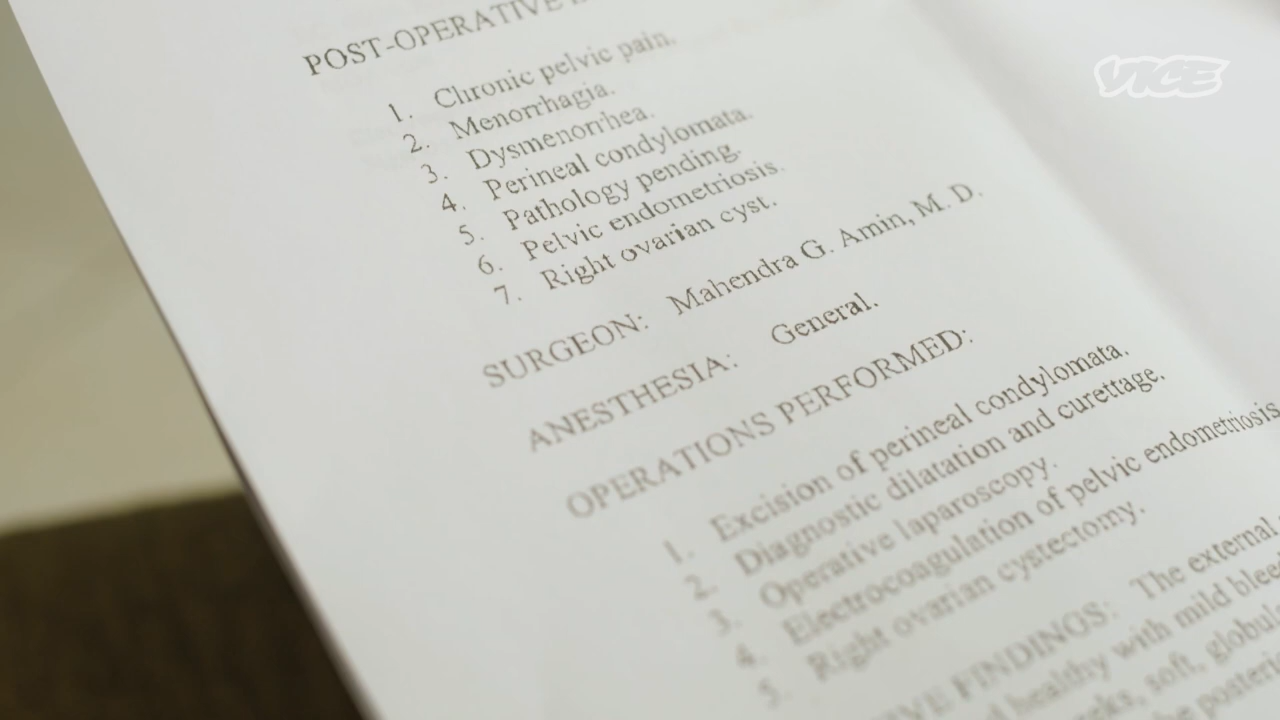 VICE
POST-OPERATIVE
1. Chronic pelvic pain.
2. Menorrhagia.
3. Dysmenorrhea.
4. Perineal condylomata.
5. Pathology pending.
6. Pelvic endometriosis.
7. Right ovarian cyst.
SURGEON: Mahendra G. Amin, M. D.
ANESTHESIA: General.
OPERATIONS PERFORMED:
1. Excision of perineal condylomata.
2. Diagnostic dilatation and curettage.
3. Operative laparoscopy.
4. Electrocoagulation of pelvic endometriosis
5. Right ovarian cystectomy.
FINDINGS: The external
healthy with mild
soft,
the